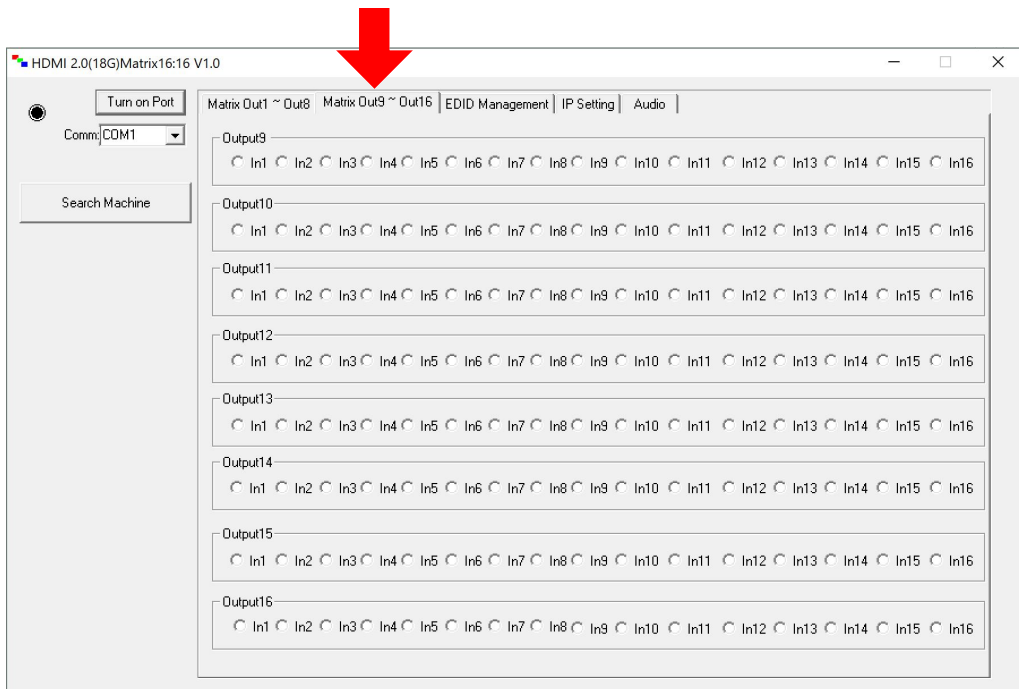 HDMI 2.0(18G)Matrix16:16 V1.0
Turn on Port
Comm: COM1
Search Machine
Matrix Out1 ~ Out8 Matrix Out9 ~ Out16 EDID Management IP Setting Audio
Output9
In1 In2 In3 In4 In5 In6 In7 In8 In9 In10 In11 In12 In13 In14 In15 In16
Output10
In1 In2 In3 In4 In5 In6 In7 In8 In9 In10 In11 In12 In13 In14 In15 In16
Output11
In1 In2 In3 In4 In5 In6 In7 In8 In9 In10 In11 In12 In13 In14 In15 In16
Output12
In1 In2 In3 In4 In5 In6 In7 In8 In9 In10 In11 In12 In13 In14 In15 In16
Output13
In1 In2 In3 In4 In5 In6 In7 In8 In9 In10 In11 In12 In13 In14 In15 In16
Output14
In1 In2 In3 In4 In5 In6 In7 In8 In9 In10 In11 In12 In13 In14 In15 In16
Output15
In1 In2 In3 In4 In5 In6 In7 In8 In9 In10 In11 In12 In13 In14 In15 In16
Output16
In1 In2 In3 In4 In5 In6 In7 In8 In9 In10 In11 In12 In13 In14 In15 In16